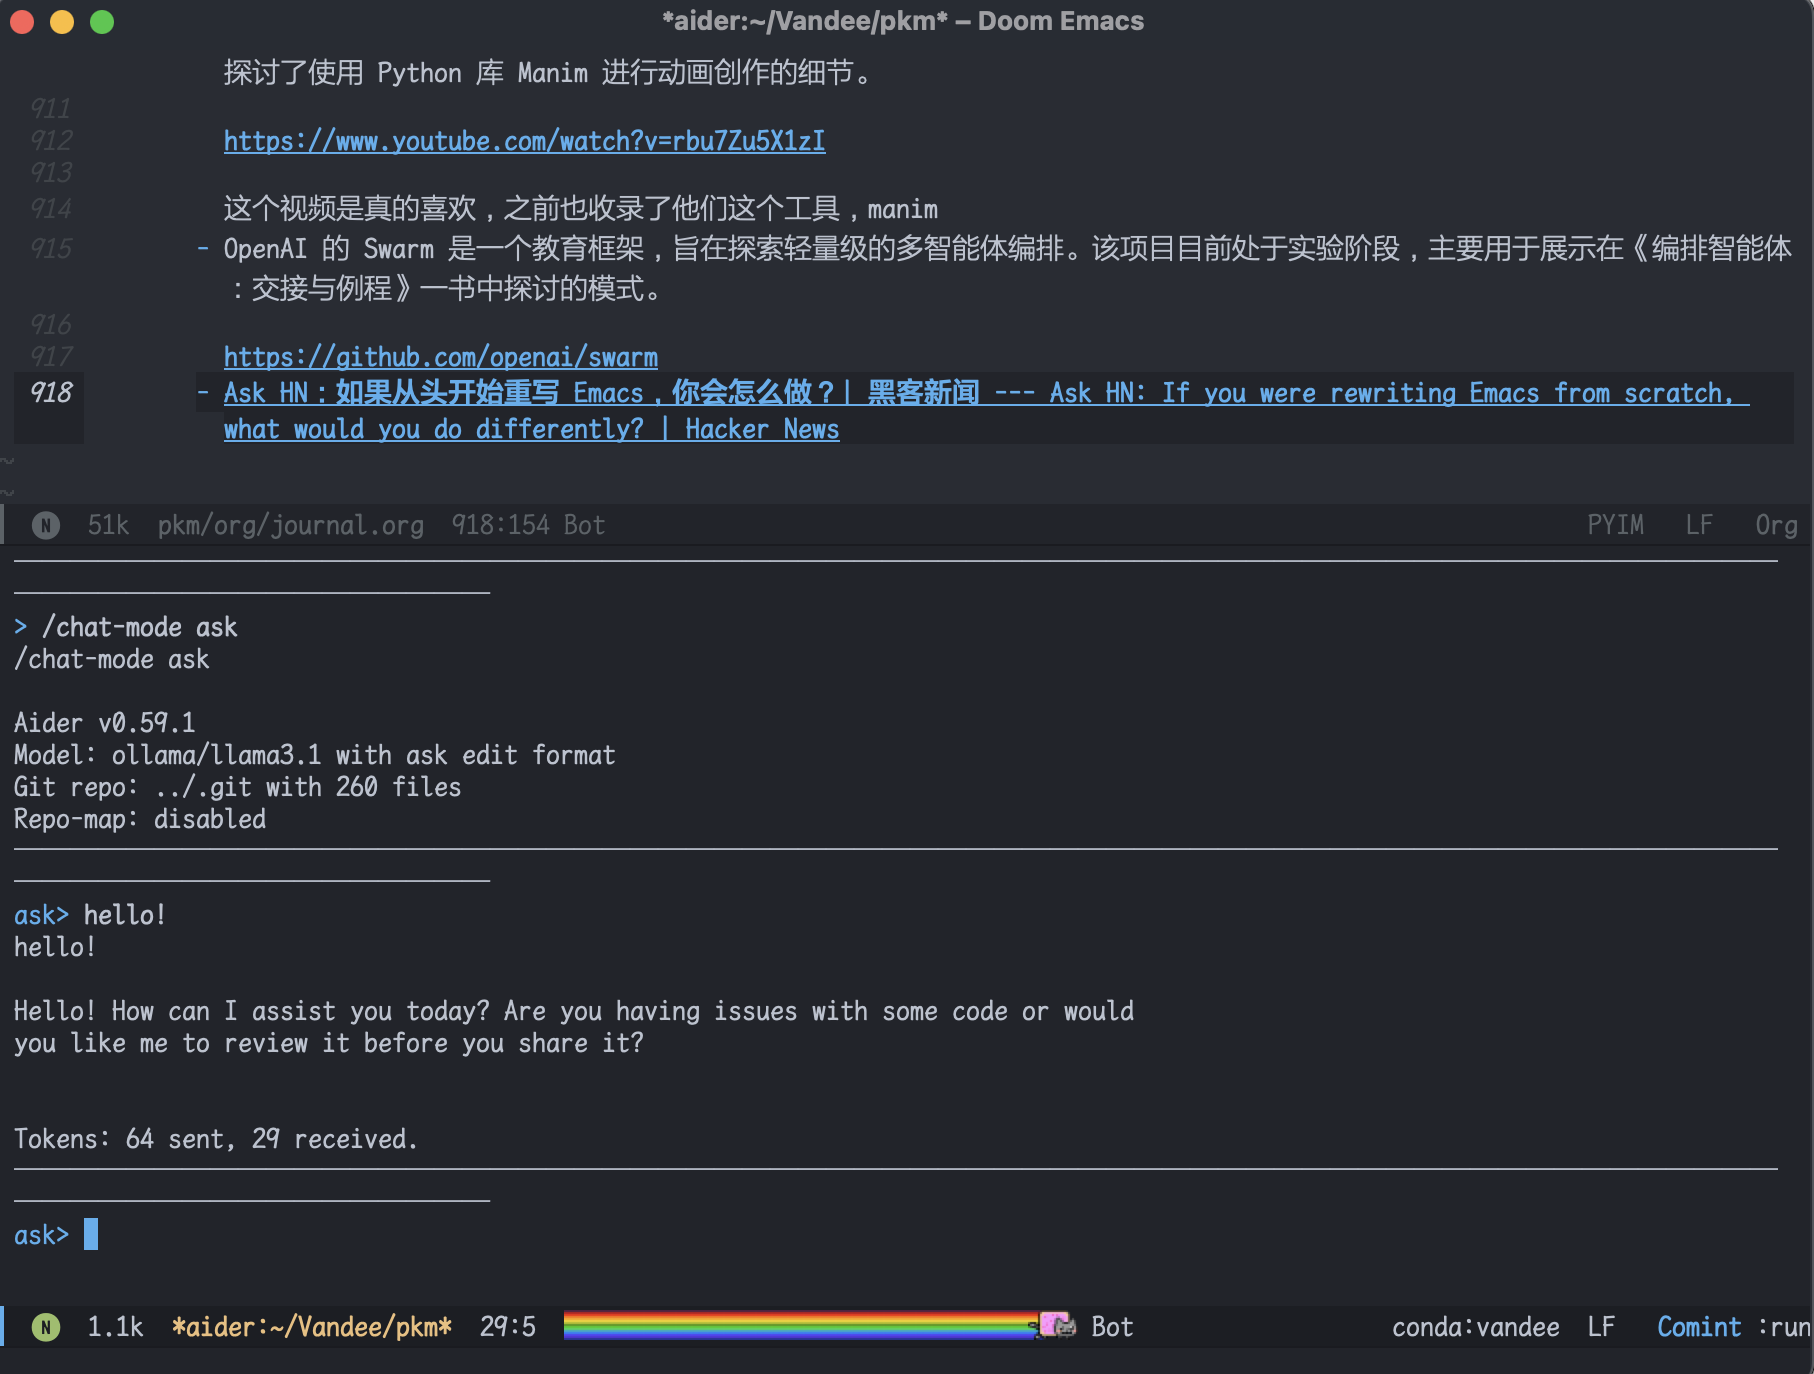 *aider:~/Vandee/pkm* – Doom Emacs
探讨了使用 Python 库 Manim 进行动画创作的细节。
911
912 https://www.youtube.com/watch?v=rbu7Zu5X1zI
913
914 这个视频是真的喜欢，之前也收录了他们这个工具，manim
915 - OpenAI 的 Swarm 是一个教育框架，旨在探索轻量级的多智能体编排。该项目目前处于实验阶段，主要用于展示在《编排智能体
：交接与例程》一书中探讨的模式。
916
917 https://github.com/openai/swarm
918 - Ask HN：如果从头开始重写 Emacs，你会怎么做？| 黑客新闻 --- Ask HN: If you were rewriting Emacs from scratch,
what would you do differently? | Hacker News
~
~
N 51k pkm/org/journal.org 918:154 Bot PYIM LF Org
> /chat-mode ask
/chat-mode ask
Aider v0.59.1
Model: ollama/llama3.1 with ask edit format
Git repo: ../.git with 260 files
Repo-map: disabled
ask> hello!
hello!
Hello! How can I assist you today? Are you having issues with some code or would
you like me to review it before you share it?
Tokens: 64 sent, 29 received.
ask>
N 1.1k *aider:~/Vandee/pkm* 29:5 Bot conda:vandee LF Comint :run